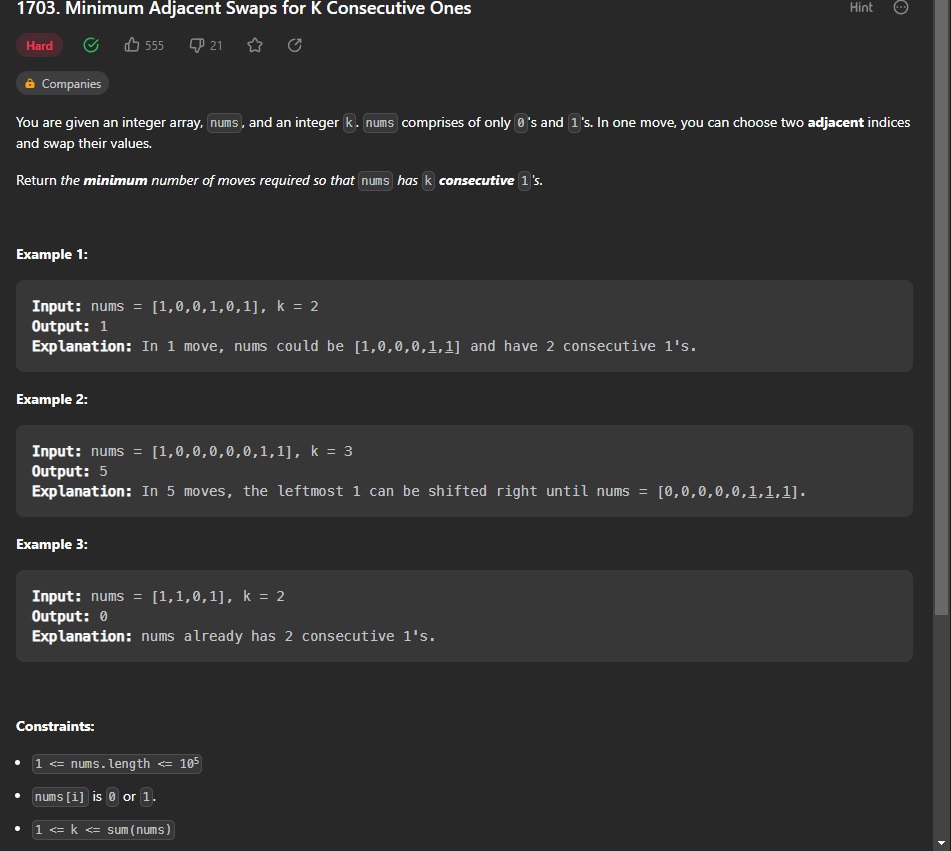 1703. Minimum Adjacent Swaps for K Consecutive Ones
Hint
Hard 555 21
Companies
You are given an integer array, nums, and an integer k. nums comprises of only 0's and 1's. In one move, you can choose two adjacent indices
and swap their values.
Return the minimum number of moves required so that nums has k consecutive 1's.
Example 1:
Input: nums = [1,0,0,1,0,1], k = 2
Output: 1
Explanation: In 1 move, nums could be [1,0,0,0,1,1] and have 2 consecutive 1's.
Example 2:
Input: nums = [1,0,0,0,0,0,1,1], k = 3
Output: 5
Explanation: In 5 moves, the leftmost 1 can be shifted right until nums = [0,0,0,0,0,1,1,1].
Example 3:
Input: nums = [1,1,0,1], k = 2
Output: 0
Explanation: nums already has 2 consecutive 1's.
Constraints:
• 1 <= nums.length <= 10⁵
• nums[i] is 0 or 1.
• 1 <= k <= sum(nums)